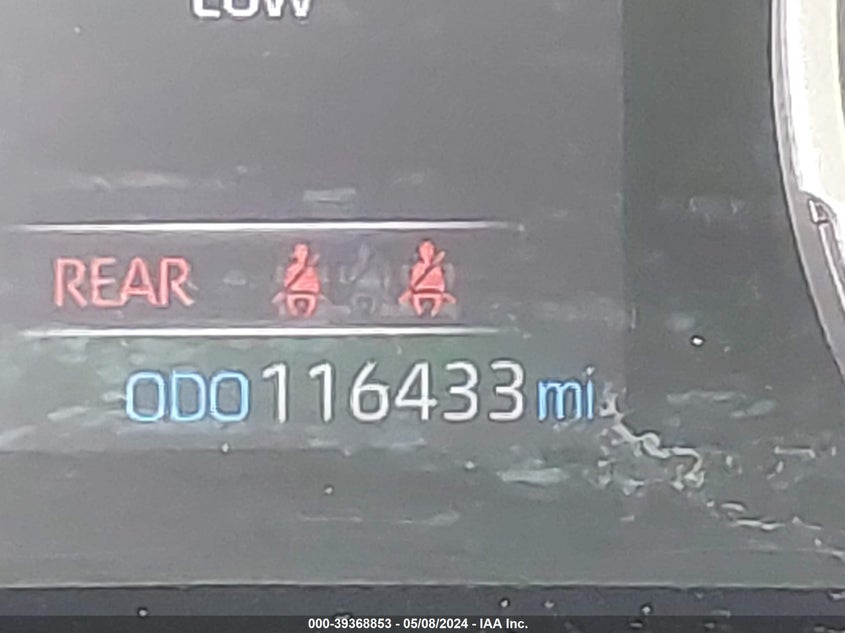 LOW
REAR
ODO 116433 mi
000-39368853 - 05/08/2024 - IAA Inc.